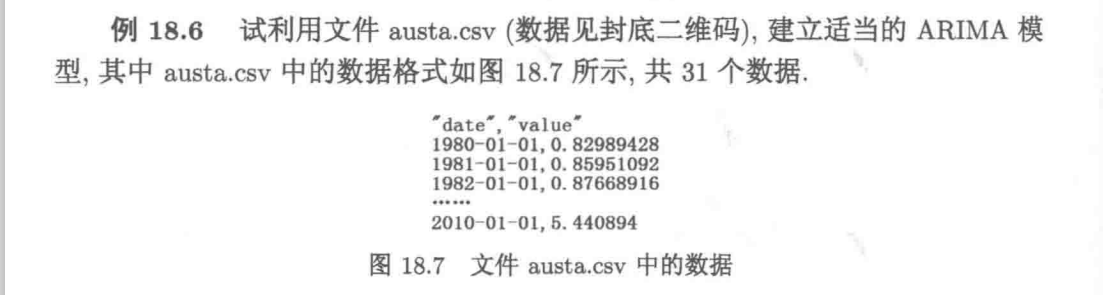 例 18.6 试利用文件 austa.csv (数据见封底二维码), 建立适当的 ARIMA 模
型, 其中 austa.csv 中的数据格式如图 18.7 所示, 共 31 个数据.
"date","value"
1980-01-01,0.82989428
1981-01-01,0.85951092
1982-01-01,0.87668916
……
2010-01-01,5.440894
图 18.7 文件 austa.csv 中的数据